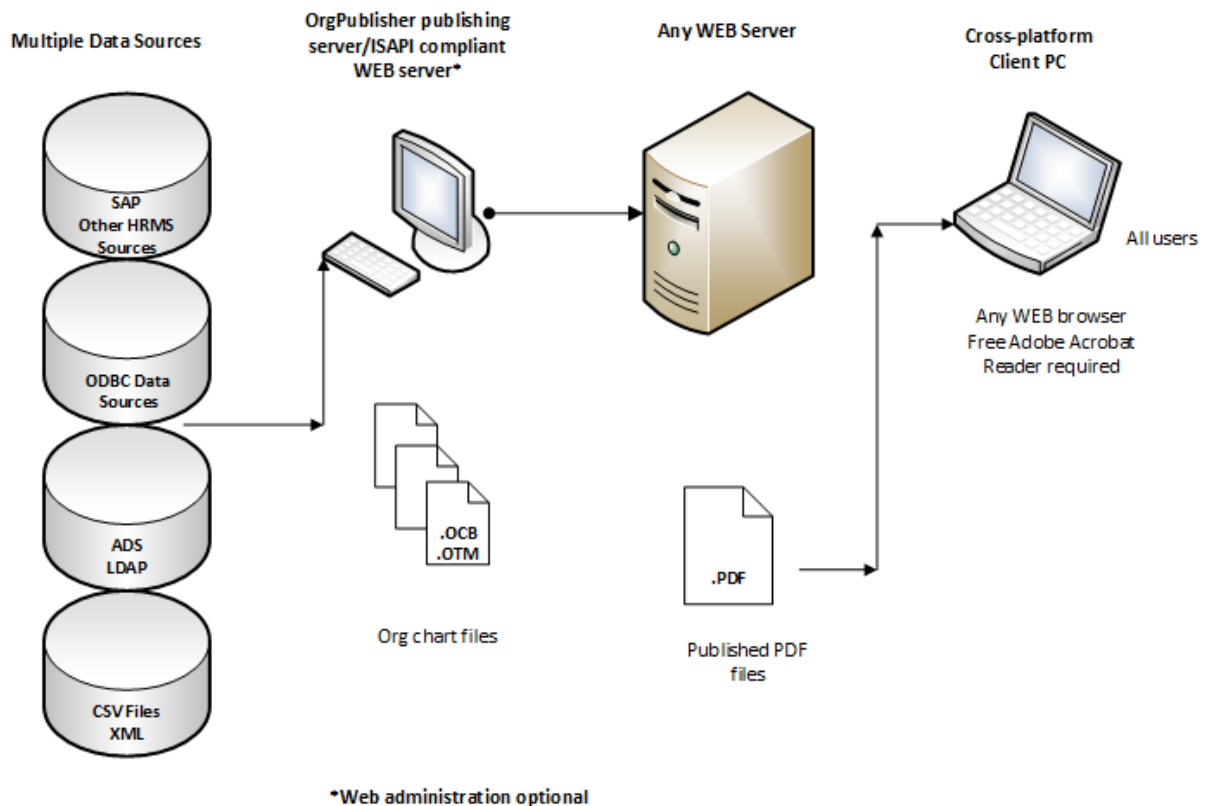 Multiple Data Sources
OrgPublisher publishing
server/ISAPI compliant
WEB server*
Any WEB Server
Cross-platform
Client PC
SAP
Other HRMS
Sources
ODBC Data
Sources
ADS
LDAP
CSV Files
XML
.OCB
.OTM
Org chart files
.PDF
Published PDF
files
All users
Any WEB browser
Free Adobe Acrobat
Reader required
*Web administration optional